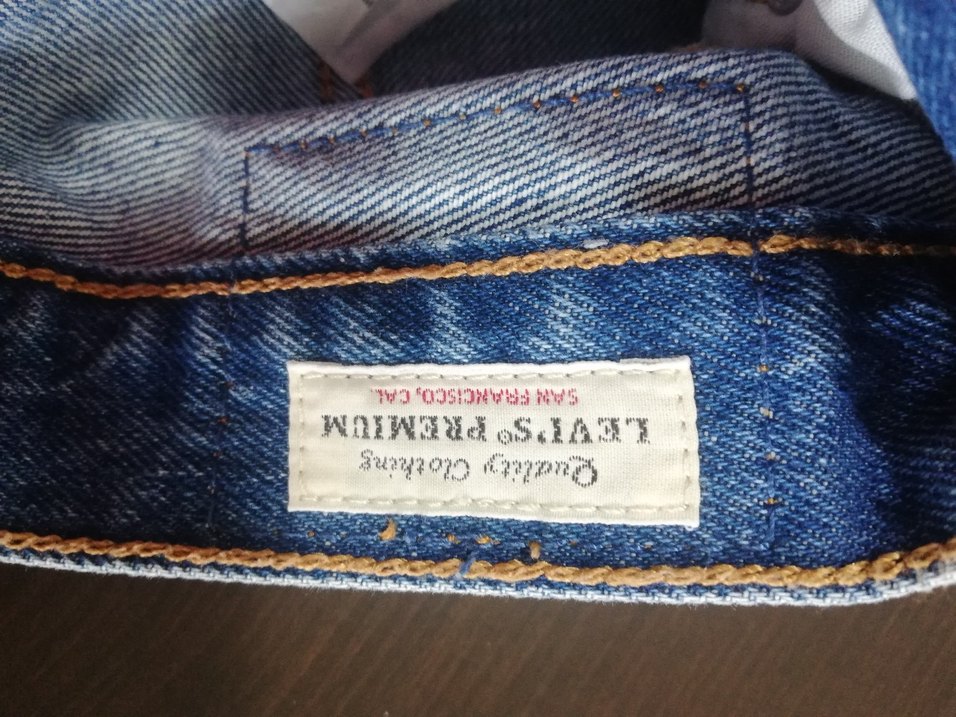 Quality Clothing
LEVI'S® PREMIUM
SAN FRANCISCO, CAL.